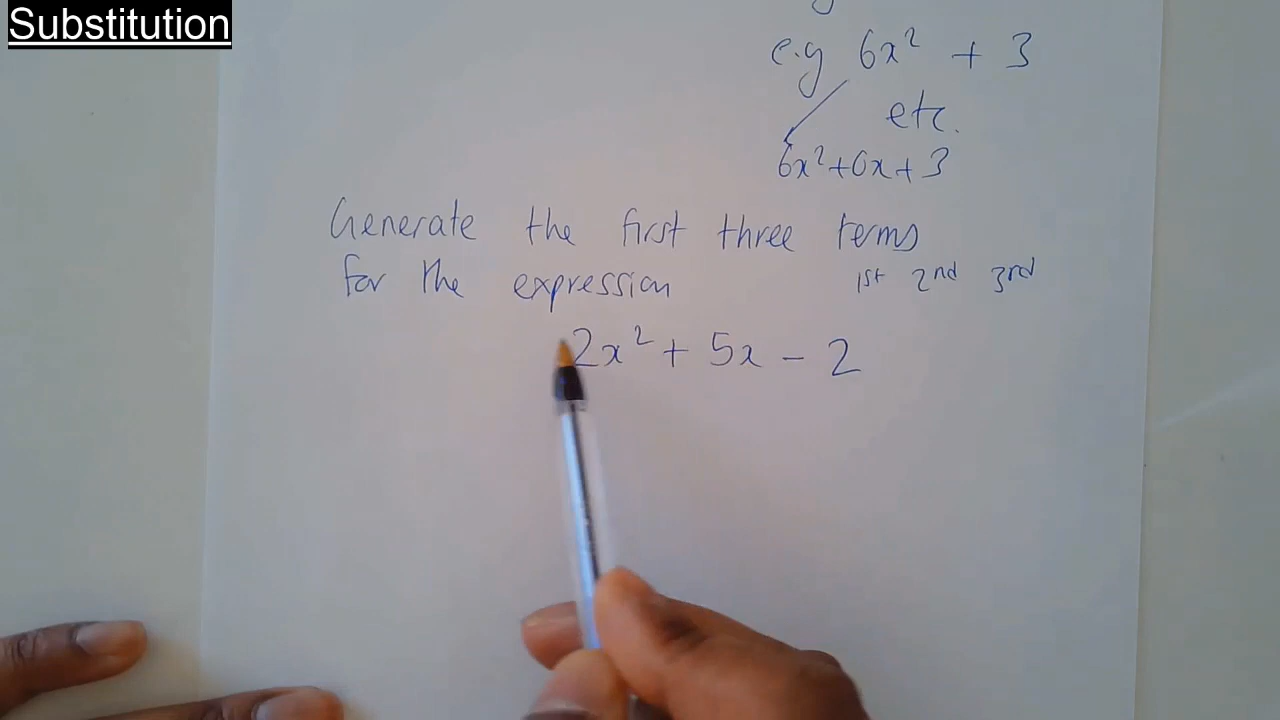 Substitution
e.g 6x² + 3
etc.
6x²+0x+3
Generate the first three terms
for the expression
1st 2nd 3rd
2x² + 5x - 2